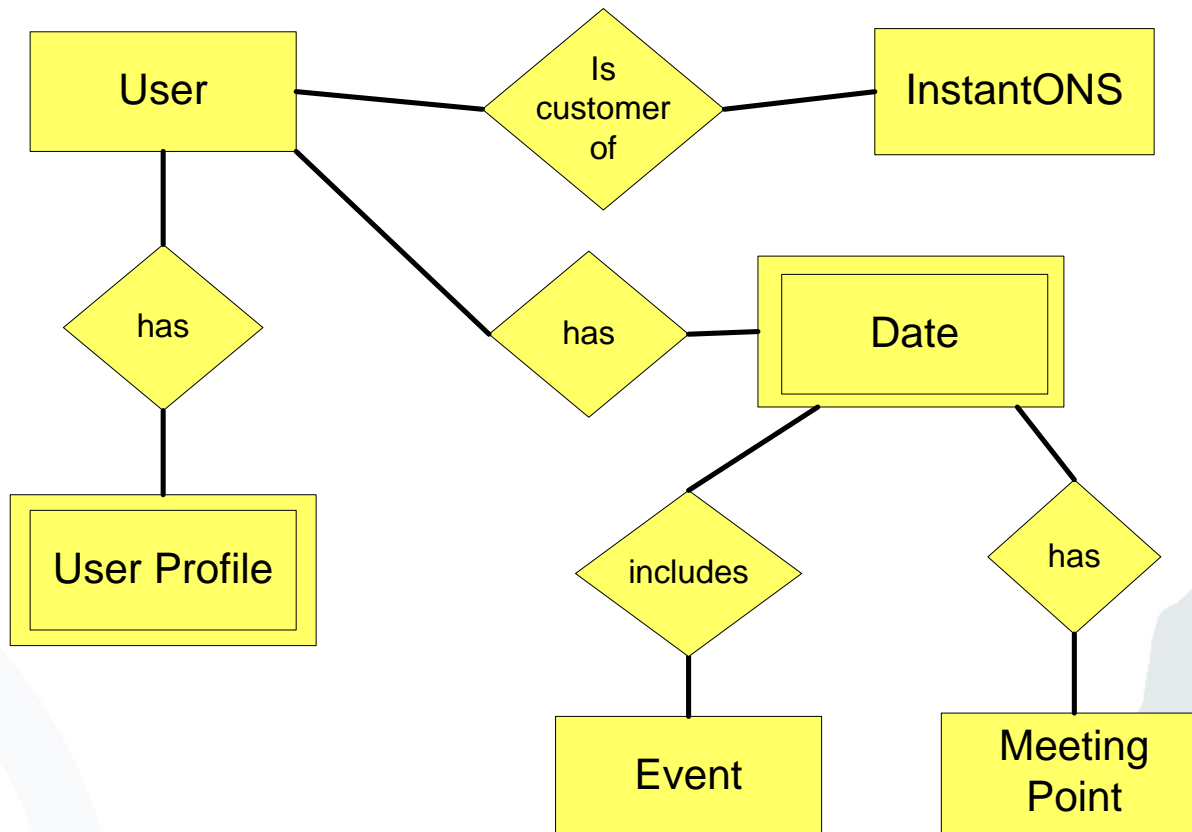 User
Is
customer
of
InstantONS
has
has
Date
User Profile
includes
has
Event
Meeting
Point